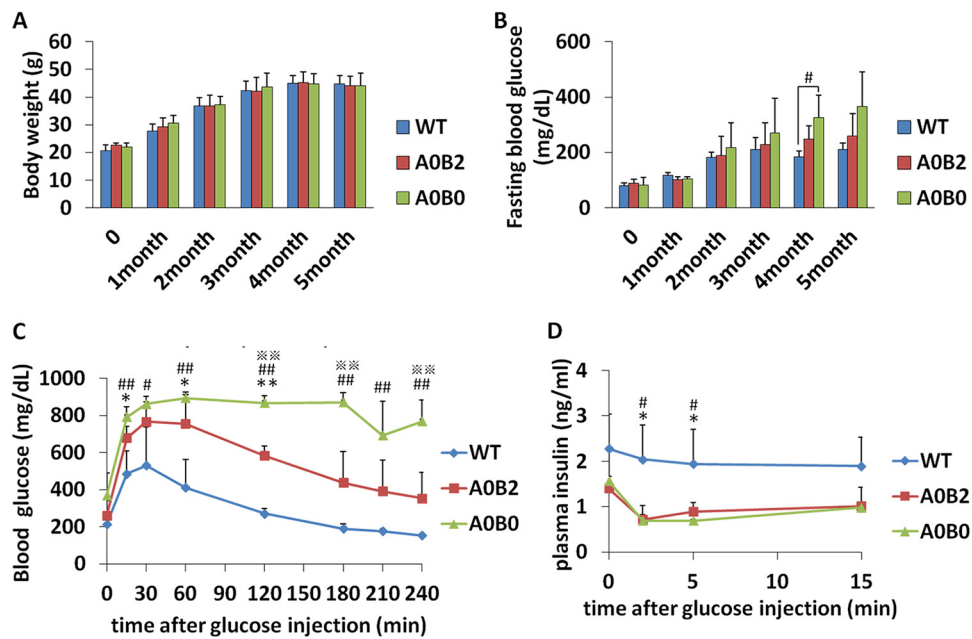 A
Body weight (g)
60
50
40
30
20
10
0
0
1month
2month
3month
4month
5month
WT
A0B2
A0B0
B
Fasting blood glucose
(mg/dL)
600
400
200
0
#
0
1month
2month
3month
4month
5month
WT
A0B2
A0B0
C
Blood glucose (mg/dL)
1000
800
600
400
200
0
##
*
#
##
*
※※
##
**
※※
##
##
※※
##
0 30 60 90 120 150 180 210 240
time after glucose injection (min)
WT
A0B2
A0B0
D
plasma insulin (ng/ml)
4
3
2
1
0
#
*
#
*
0 5 10 15
time after glucose injection (min)
WT
A0B2
A0B0